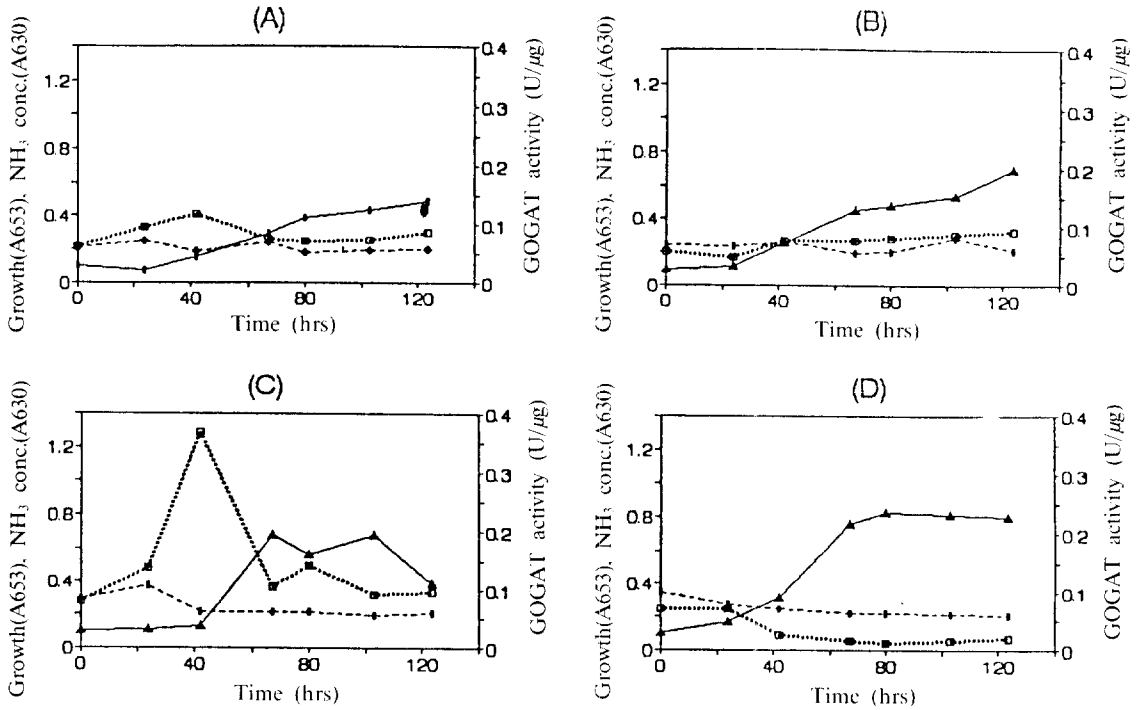 (A)
Growth(A653). NH3 conc.(A630)
1.2
0.8
0.4
0
0.4
0.3
0.2
0.1
0
GOGAT activity (U/μg)
0 40 80 120
Time (hrs)
(B)
Growth(A653). NH3 conc.(A630)
1.2
0.8
0.4
0
0.4
0.3
0.2
0.1
0
GOGAT activity (U/μg)
0 40 80 120
Time (hrs)
(C)
Growth(A653). NH3 conc.(A630)
1.2
0.8
0.4
0
0.4
0.3
0.2
0.1
0
GOGAT activity (U/μg)
0 40 80 120
Time (hrs)
(D)
Growth(A653). NH3 conc.(A630)
1.2
0.8
0.4
0
0.4
0.3
0.2
0.1
0
GOGAT activity (U/μg)
0 40 80 120
Time (hrs)